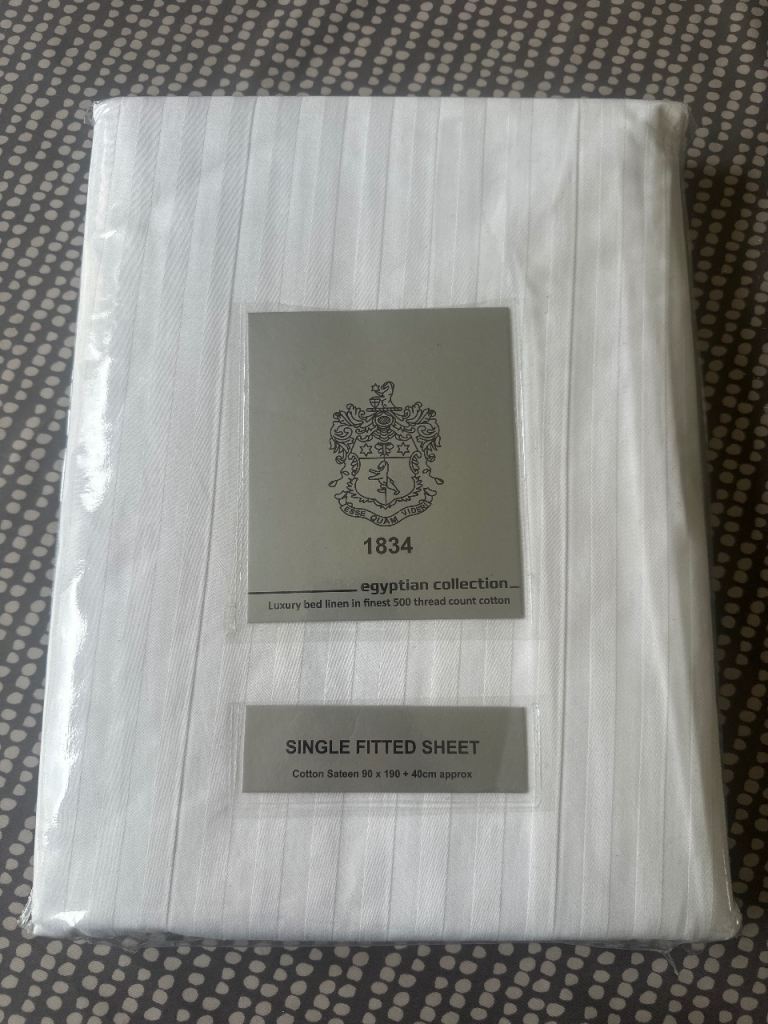 ESSE QUAM VIDERI
1834
egyptian collection
Luxury bed linen in finest 500 thread count cotton
SINGLE FITTED SHEET
Cotton Sateen 90 x 190 + 40cm approx